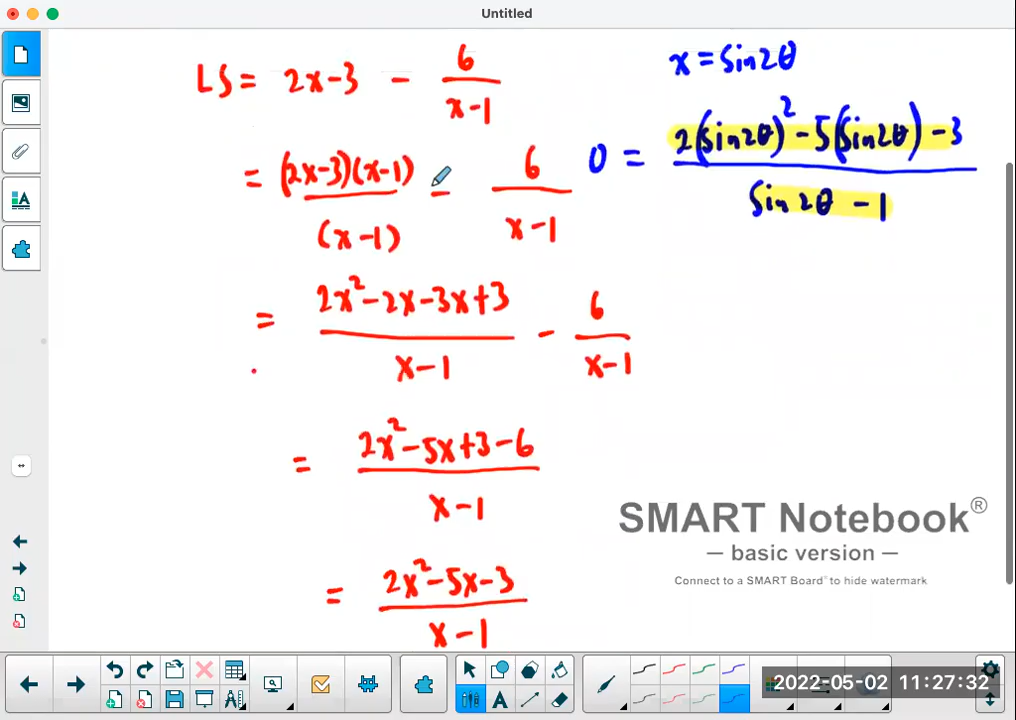 Untitled
LS = 2x-3 - 6/(x-1)
= (2x-3)(x-1)/(x-1) - 6/(x-1)
= (2x²-2x-3x+3)/(x-1) - 6/(x-1)
= (2x²-5x+3-6)/(x-1)
= (2x²-5x-3)/(x-1)
x = sin2θ
0 = (2(sin2θ)² - 5(sin2θ) - 3)/(sin2θ - 1)
SMART Notebook®
— basic version —
Connect to a SMART Board® to hide watermark
2022-05-02 11:27:32